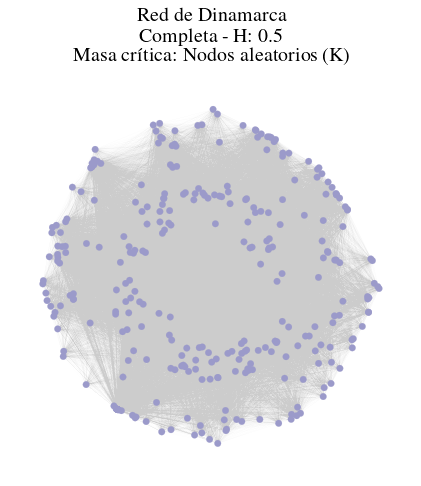 Red de Dinamarca
Completa - H: 0.5
Masa crítica: Nodos aleatorios (K)